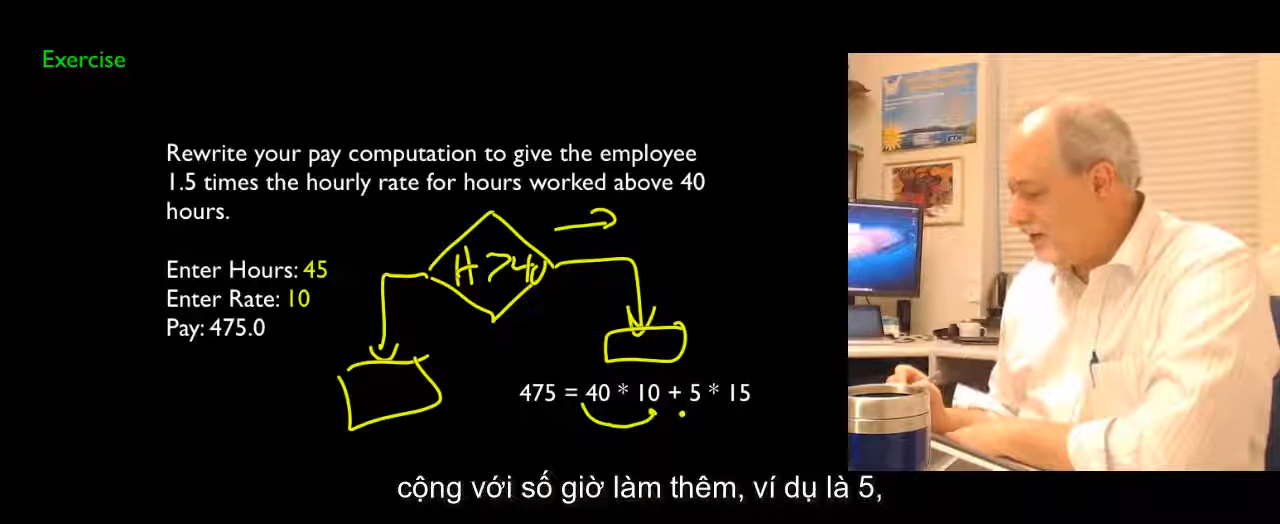 Exercise
Rewrite your pay computation to give the employee
1.5 times the hourly rate for hours worked above 40
hours.
H > 40
Enter Hours: 45
Enter Rate: 10
Pay: 475.0
475 = 40 * 10 + 5 * 15
cộng với số giờ làm thêm, ví dụ là 5,